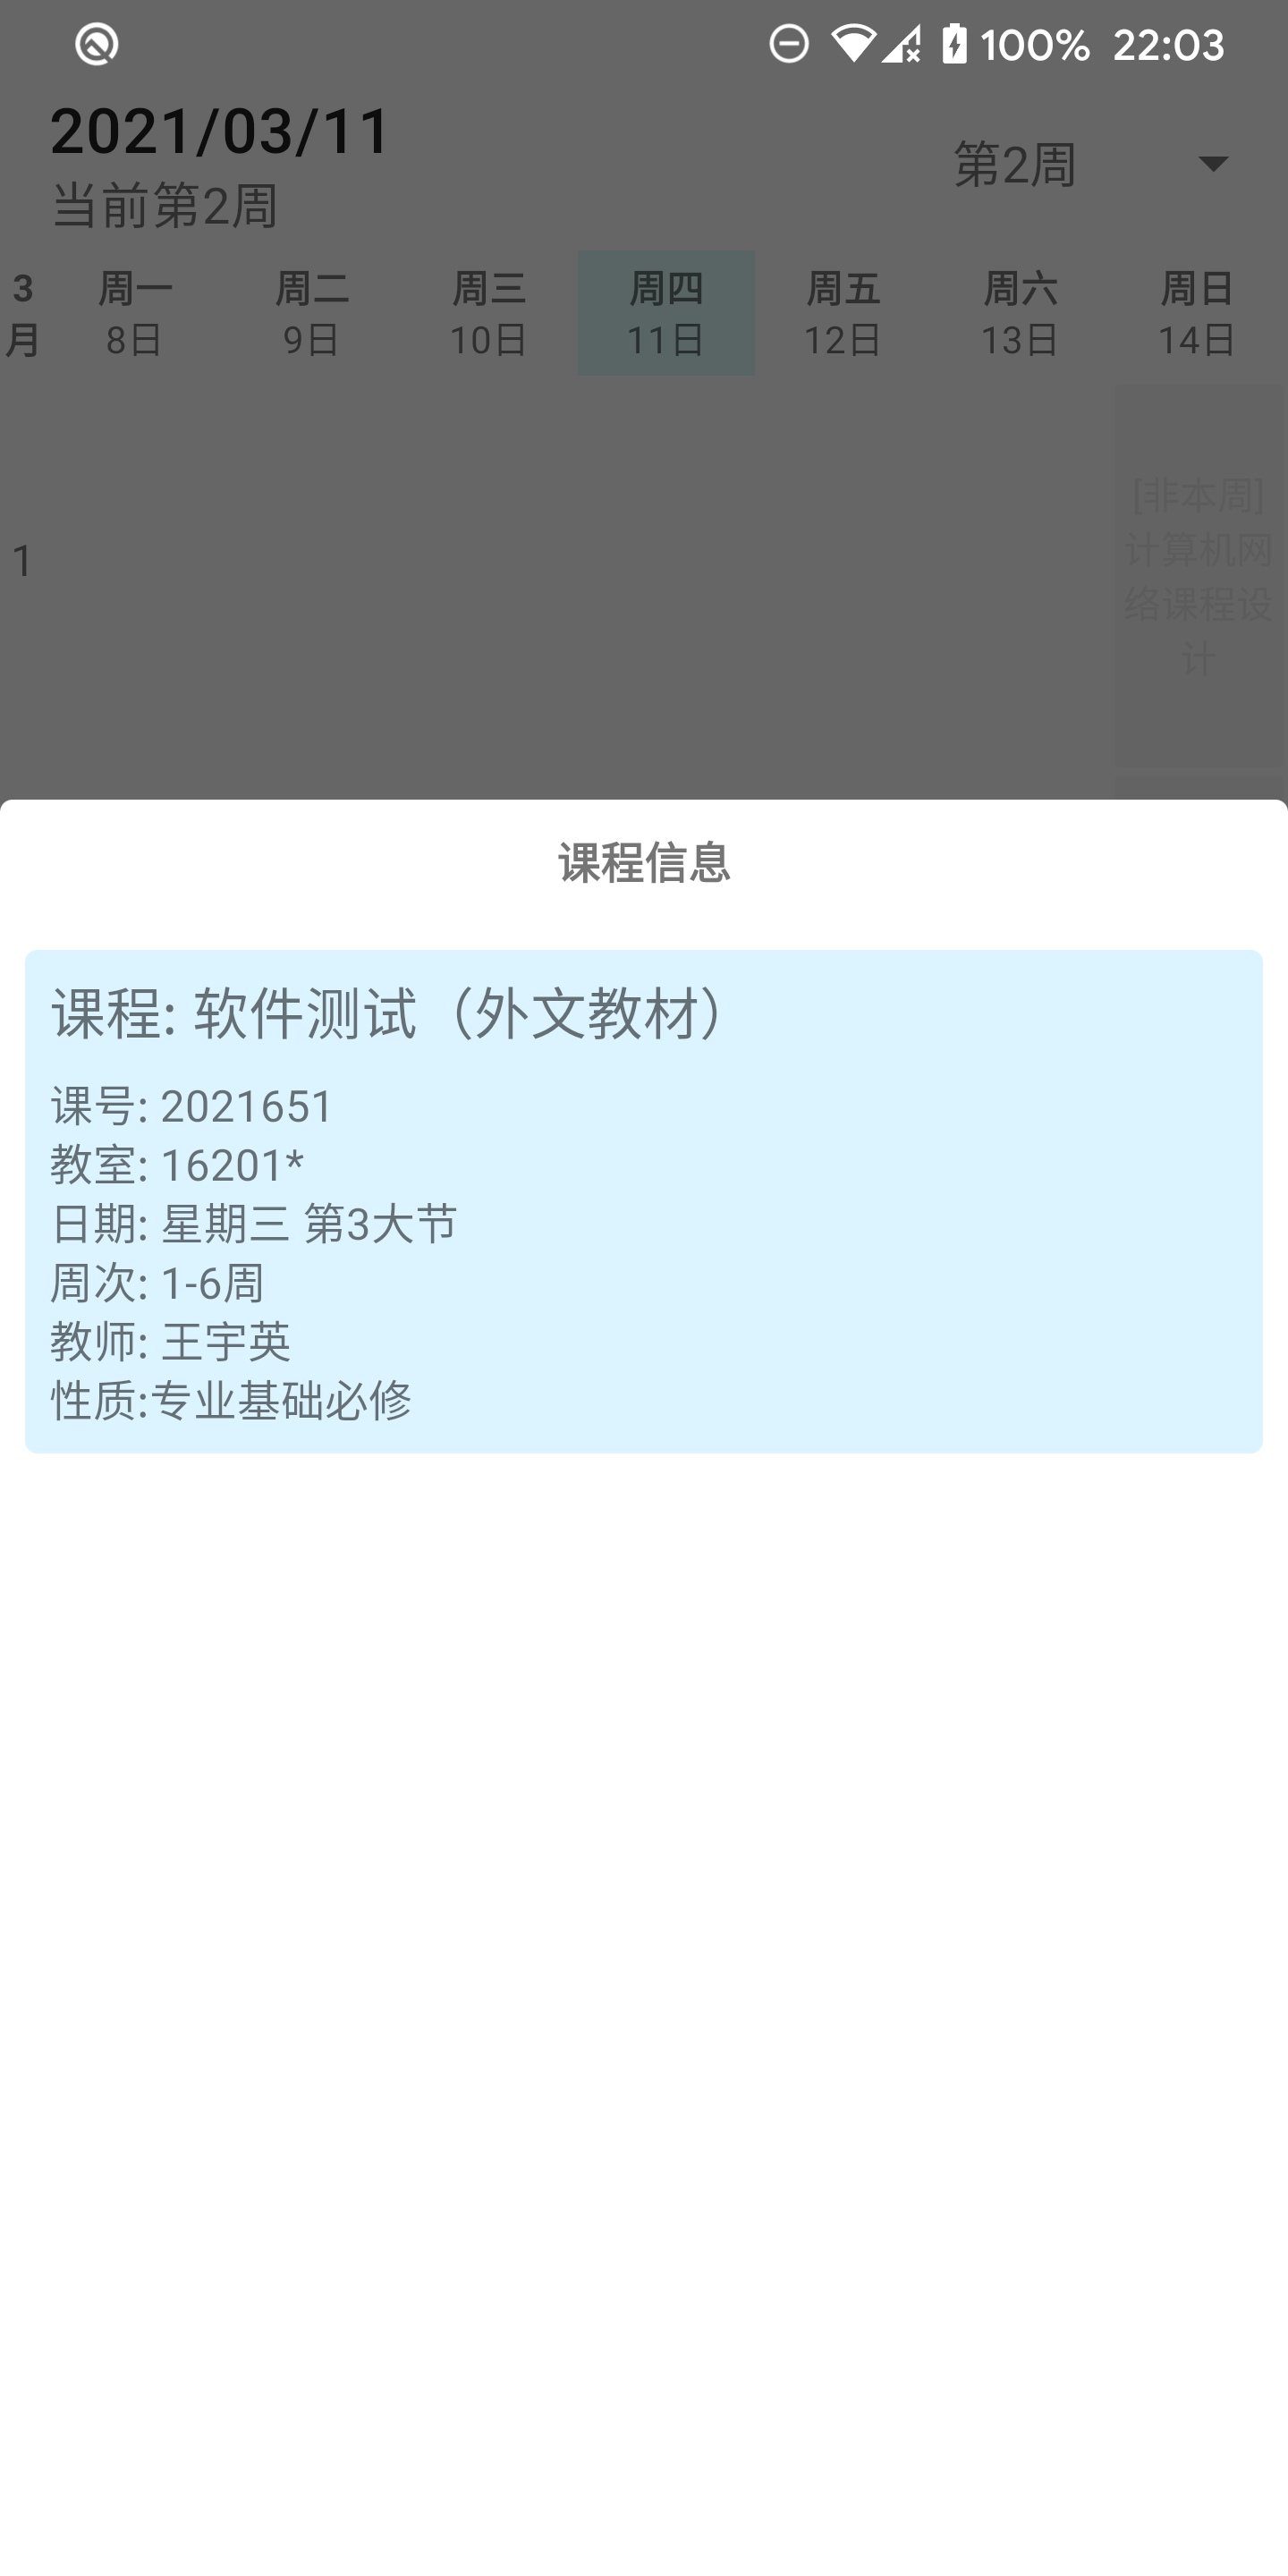 100% 22:03
2021/03/11
当前第2周
第2周
3 周一 周二 周三 周四 周五 周六 周日
月 8日 9日 10日 11日 12日 13日 14日
[非本周]
计算机网
络课程设
计
1
课程信息
课程: 软件测试（外文教材）
课号: 2021651
教室: 16201*
日期: 星期三 第3大节
周次: 1-6周
教师: 王宇英
性质:专业基础必修